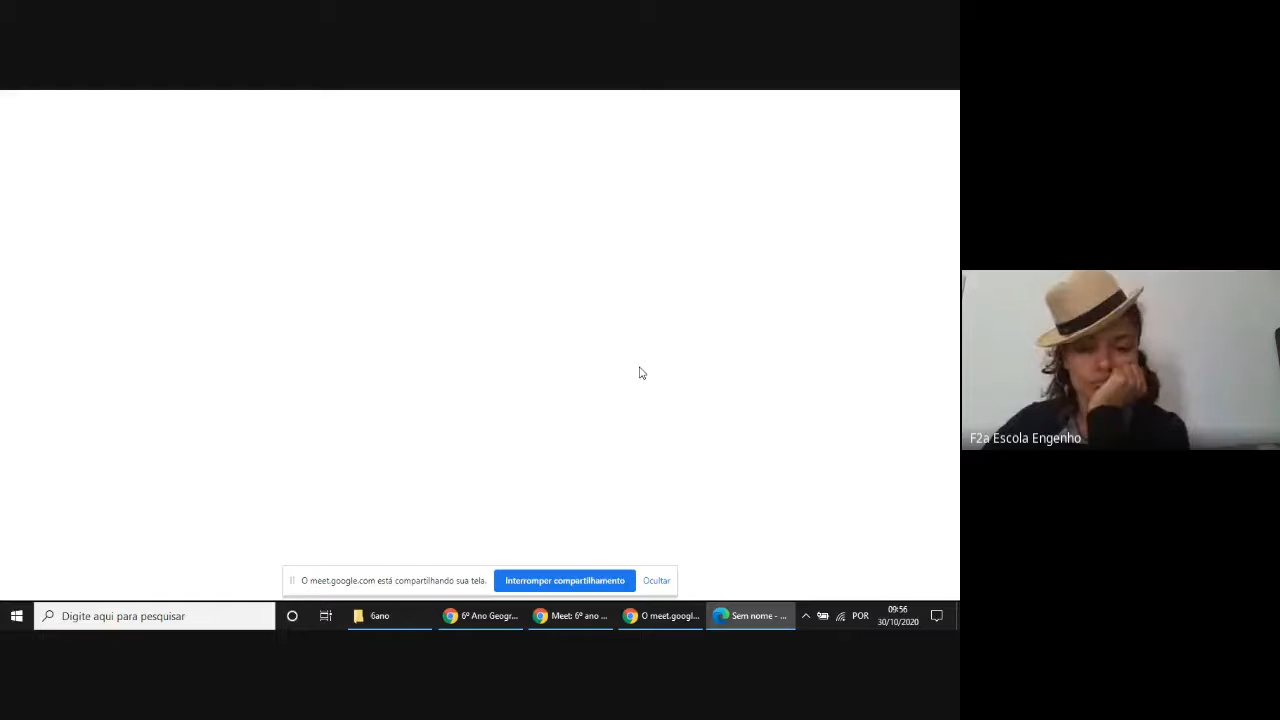 F2a Escola Engenho
O meet.google.com está compartilhando sua tela.
Interromper compartilhamento
Ocultar
Digite aqui para pesquisar
6ano
6º Ano Geogr...
Meet: 6º ano ...
O meet.googl...
Sem nome - ...
POR
09:56
30/10/2020